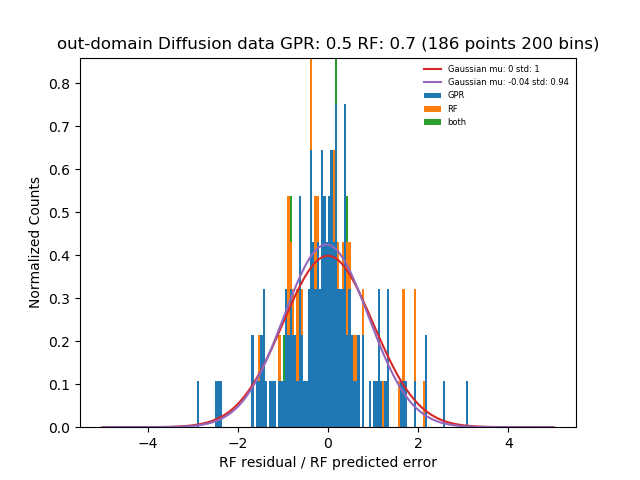 out-domain Diffusion data GPR: 0.5 RF: 0.7 (186 points 200 bins)
Gaussian mu: 0 std: 1
Gaussian mu: -0.04 std: 0.94
GPR
RF
both
Normalized Counts
0.8
0.7
0.6
0.5
0.4
0.3
0.2
0.1
0.0
−4 −2 0 2 4
RF residual / RF predicted error